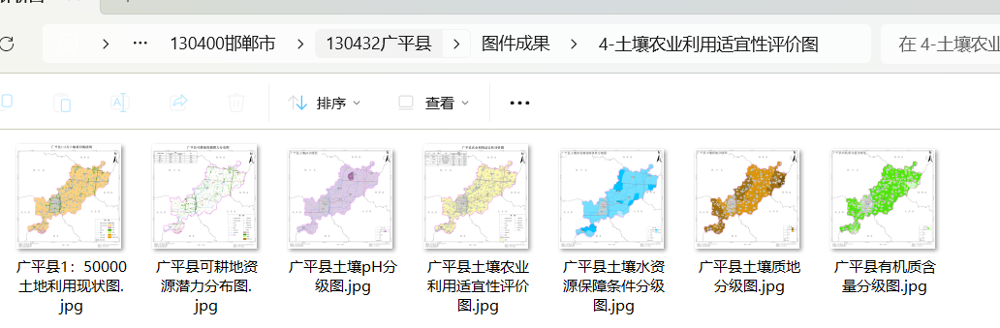 130400邯郸市
130432广平县
图件成果
4-土壤农业利用适宜性评价图
在 4-土壤农业
排序
查看
广平县1：50000
土地利用现状图.
jpg
广平县可耕地资
源潜力分布图.
jpg
广平县土壤pH分
级图.jpg
广平县土壤农业
利用适宜性评价
图.jpg
广平县土壤水资
源保障条件分级
图.jpg
广平县土壤质地
分级图.jpg
广平县有机质含
量分级图.jpg